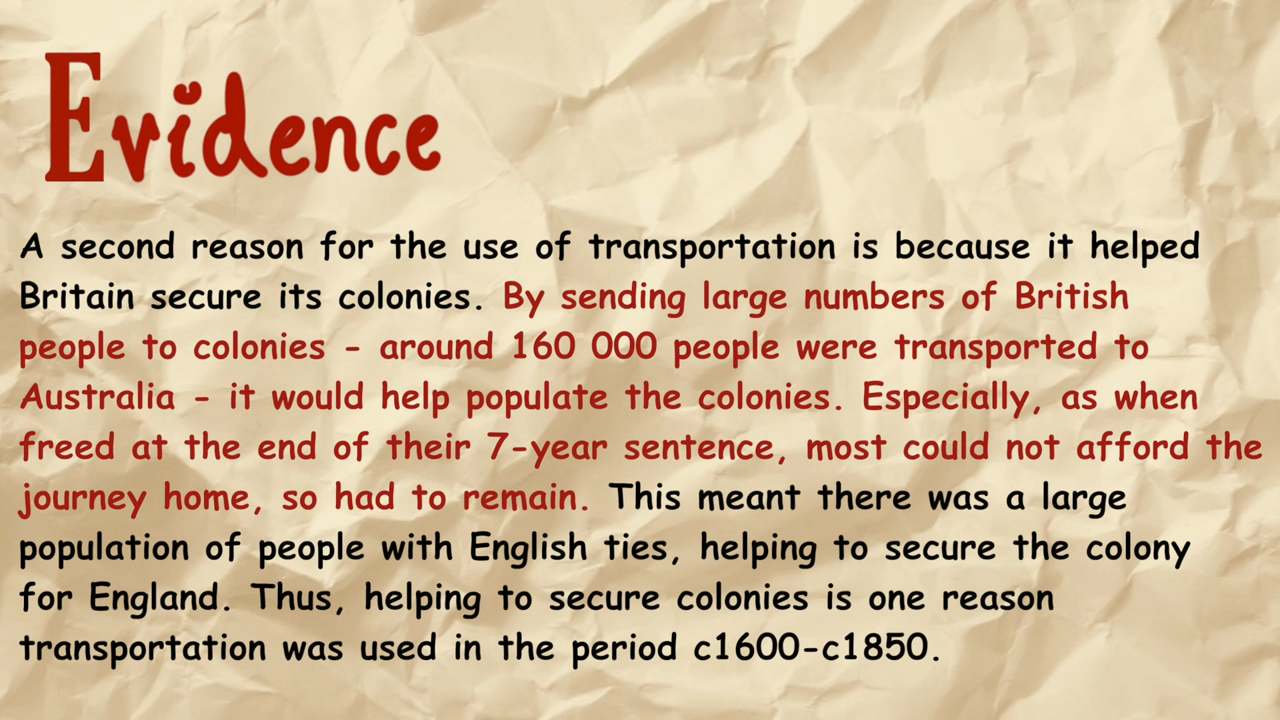 Evidence
A second reason for the use of transportation is because it helped
Britain secure its colonies. By sending large numbers of British
people to colonies - around 160 000 people were transported to
Australia - it would help populate the colonies. Especially, as when
freed at the end of their 7-year sentence, most could not afford the
journey home, so had to remain. This meant there was a large
population of people with English ties, helping to secure the colony
for England. Thus, helping to secure colonies is one reason
transportation was used in the period c1600-c1850.